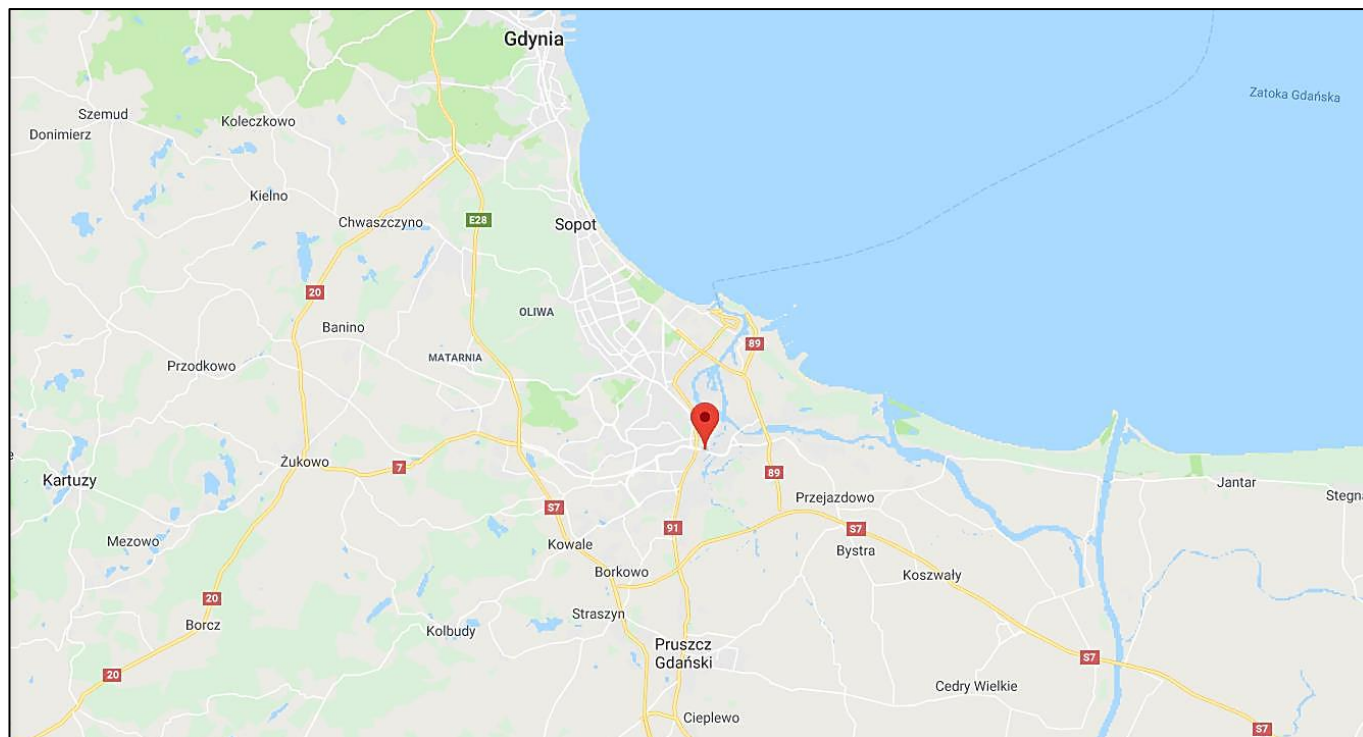 Gdynia
Zatoka Gdańska
Szemud
Koleczkowo
Donimierz
Kielno
Chwaszczyno
E28
Sopot
20
OLIWA
Banino
89
MATARNIA
Przodkowo
Żukowo
7
89
Kartuzy
Jantar
Przejazdowo
Stegna
S7
91
S7
Mezowo
Kowale
Bystra
Borkowo
Koszwały
20
Straszyn
Borcz
Kolbudy
Pruszcz
Gdański
S7
20
Cedry Wielkie
Cieplewo
S7